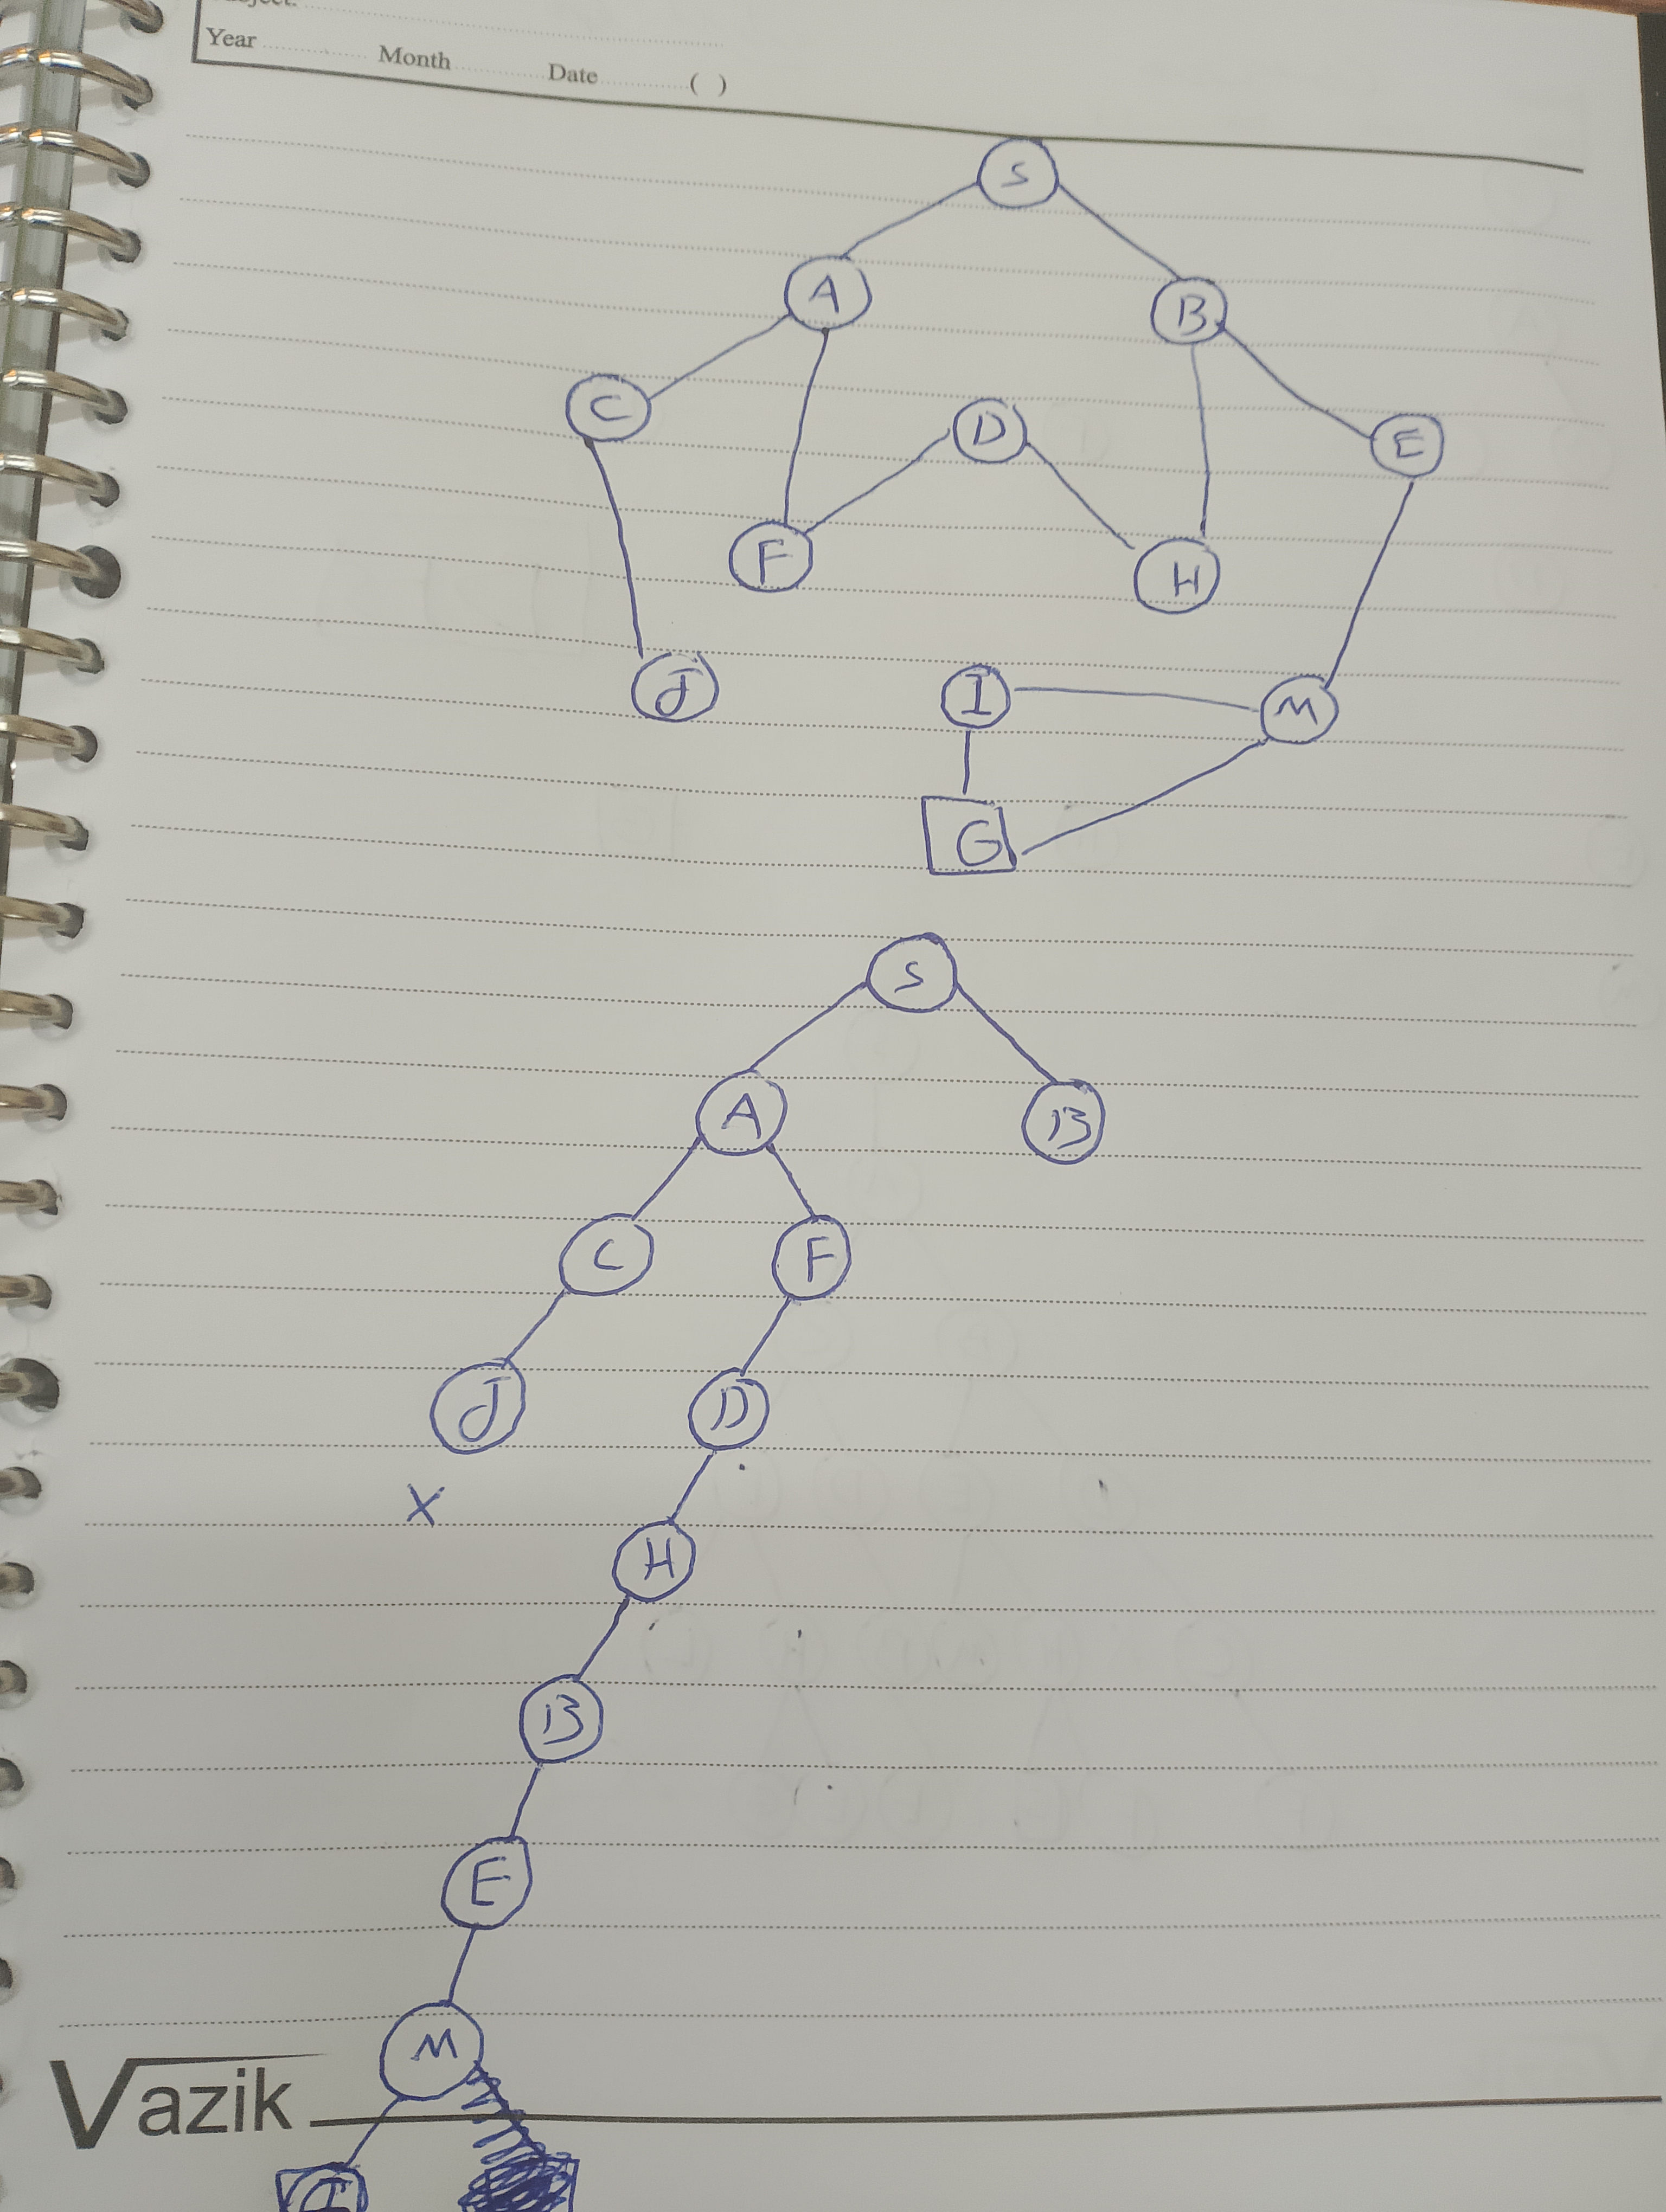 Year Month Date ( )
S
A B
C D E
F H
J I M
G
S
A B
C F
J D
X
H
B
E
M
Vazik
I